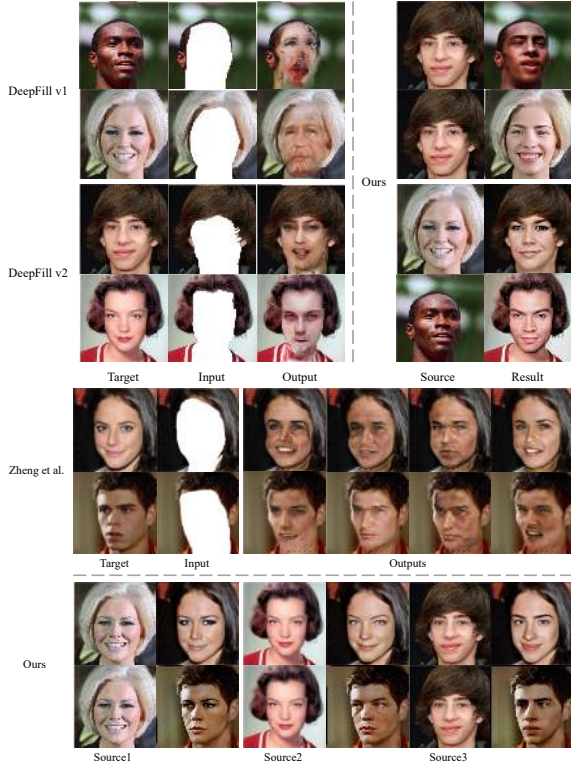 DeepFill v1
Ours
DeepFill v2
Target Input Output Source Result
Zheng et al.
Target Input Outputs
Ours
Source1 Source2 Source3